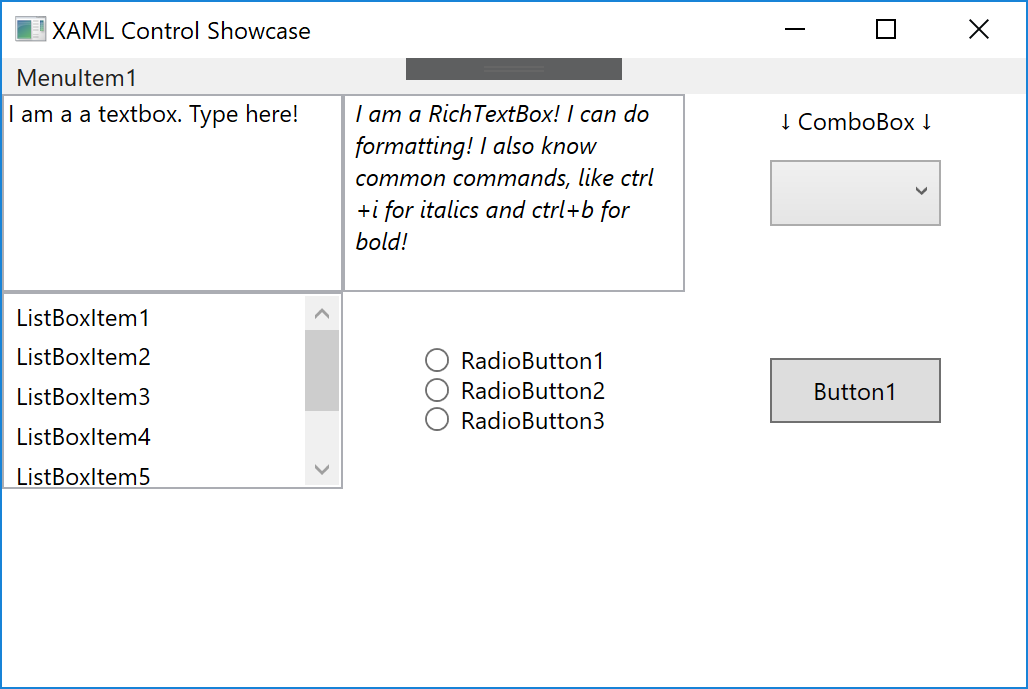 XAML Control Showcase
MenuItem1
I am a a textbox. Type here!
I am a RichTextBox! I can do
formatting! I also know
common commands, like ctrl
+i for italics and ctrl+b for
bold!
↓ ComboBox ↓
ListBoxItem1
ListBoxItem2
ListBoxItem3
ListBoxItem4
ListBoxItem5
RadioButton1
RadioButton2
RadioButton3
Button1